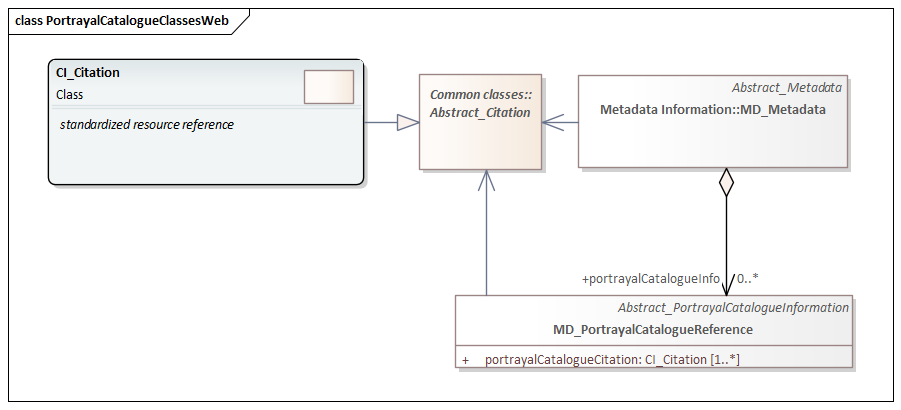 class PortrayalCatalogueClassesWeb
CI_Citation
Class
standardized resource reference
Common classes::
Abstract_Citation
Abstract_Metadata
Metadata Information::MD_Metadata
+portrayalCatalogueInfo 0..*
Abstract_PortrayalCatalogueInformation
MD_PortrayalCatalogueReference
+ portrayalCatalogueCitation: CI_Citation [1..*]